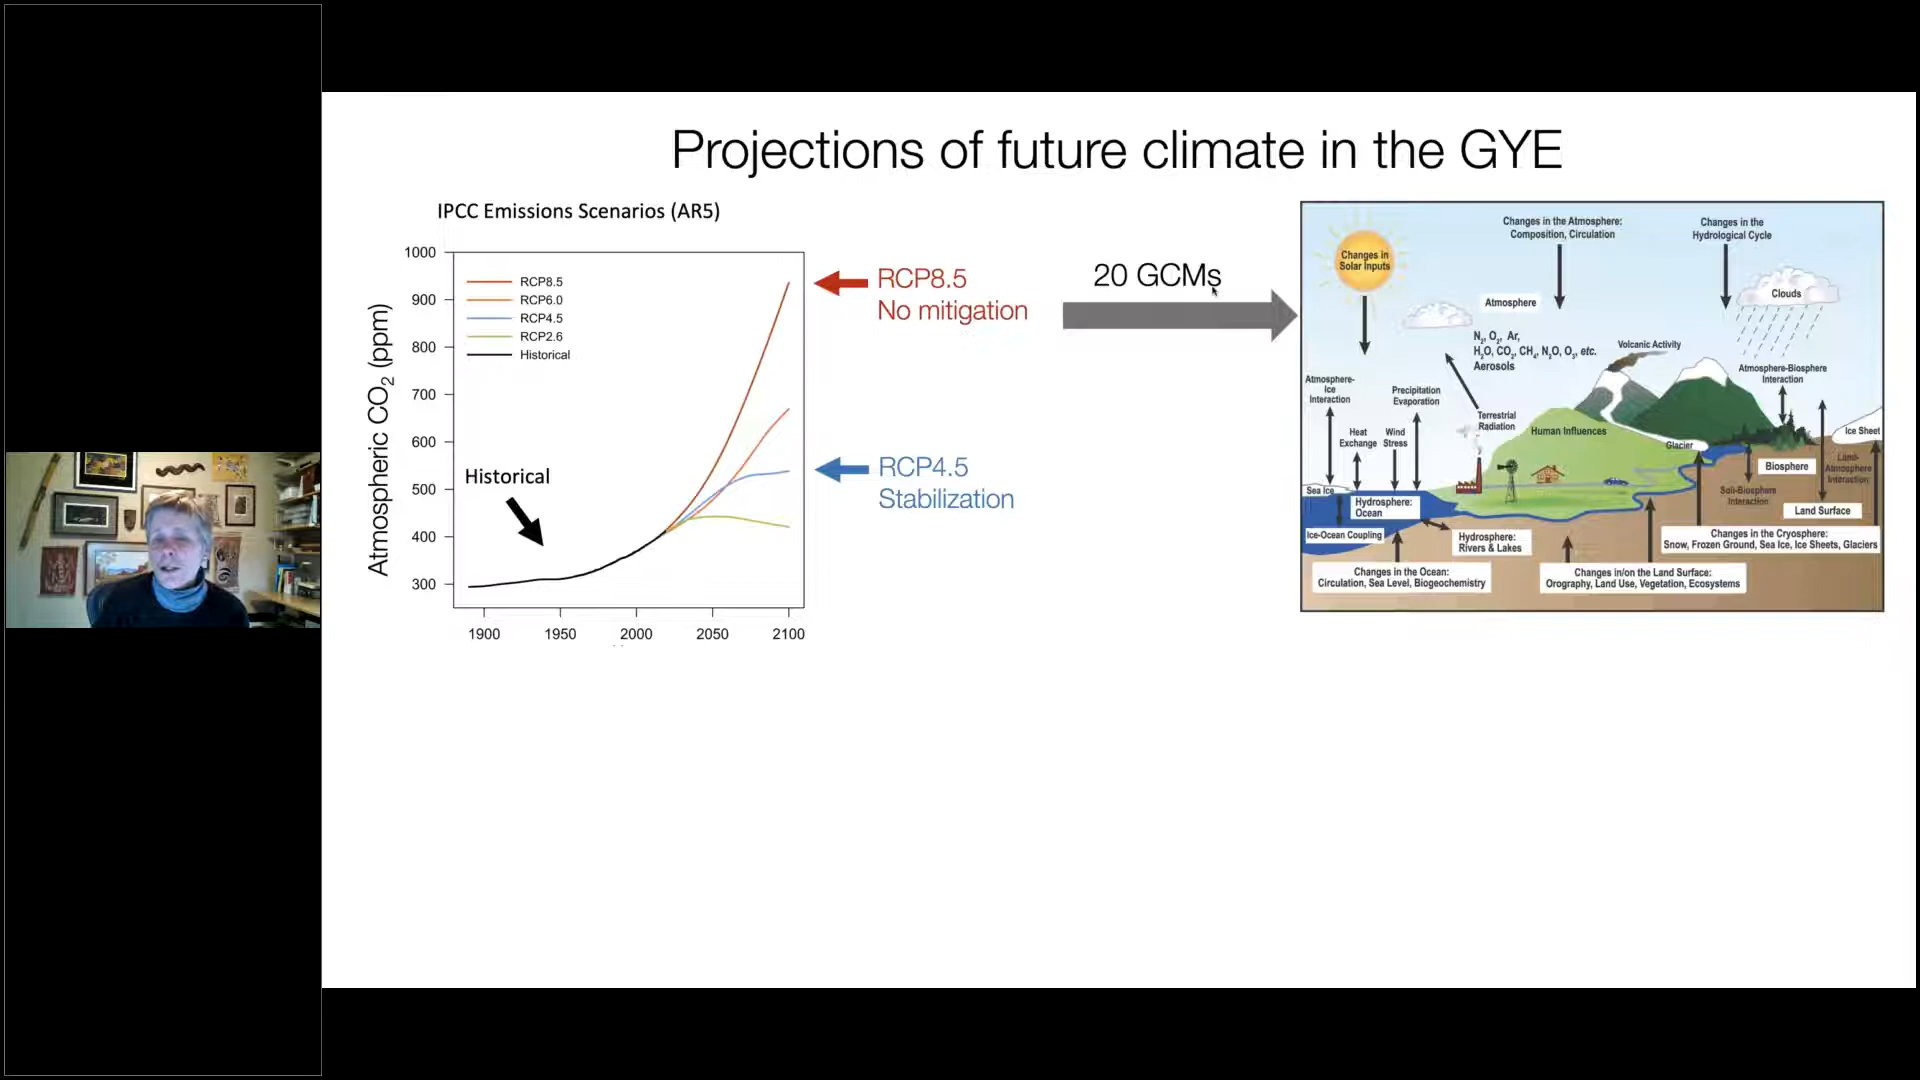 Projections of future climate in the GYE
IPCC Emissions Scenarios (AR5)
Atmospheric CO2 (ppm)
1000
900
800
700
600
500
400
300
RCP8.5
RCP6.0
RCP4.5
RCP2.6
Historical
Historical
1900 1950 2000 2050 2100
RCP8.5
No mitigation
RCP4.5
Stabilization
20 GCMs
Changes in
Solar Inputs
Changes in the Atmosphere:
Composition, Circulation
Changes in the
Hydrological Cycle
Clouds
Atmosphere
N2, O2, Ar,
H2O, CO2, CH4, N2O, O3, etc.
Aerosols
Volcanic Activity
Atmosphere-Biosphere
Interaction
Atmosphere-
Ice
Interaction
Precipitation
Evaporation
Terrestrial
Radiation
Heat
Exchange
Wind
Stress
Human Influences
Glacier
Ice Sheet
Biosphere
Land-
Atmosphere
Interaction
Soil-Biosphere
Interaction
Land Surface
Sea Ice
Hydrosphere:
Ocean
Ice-Ocean Coupling
Hydrosphere:
Rivers & Lakes
Changes in the Cryosphere:
Snow, Frozen Ground, Sea Ice, Ice Sheets, Glaciers
Changes in the Ocean:
Circulation, Sea Level, Biogeochemistry
Changes in/on the Land Surface:
Orography, Land Use, Vegetation, Ecosystems